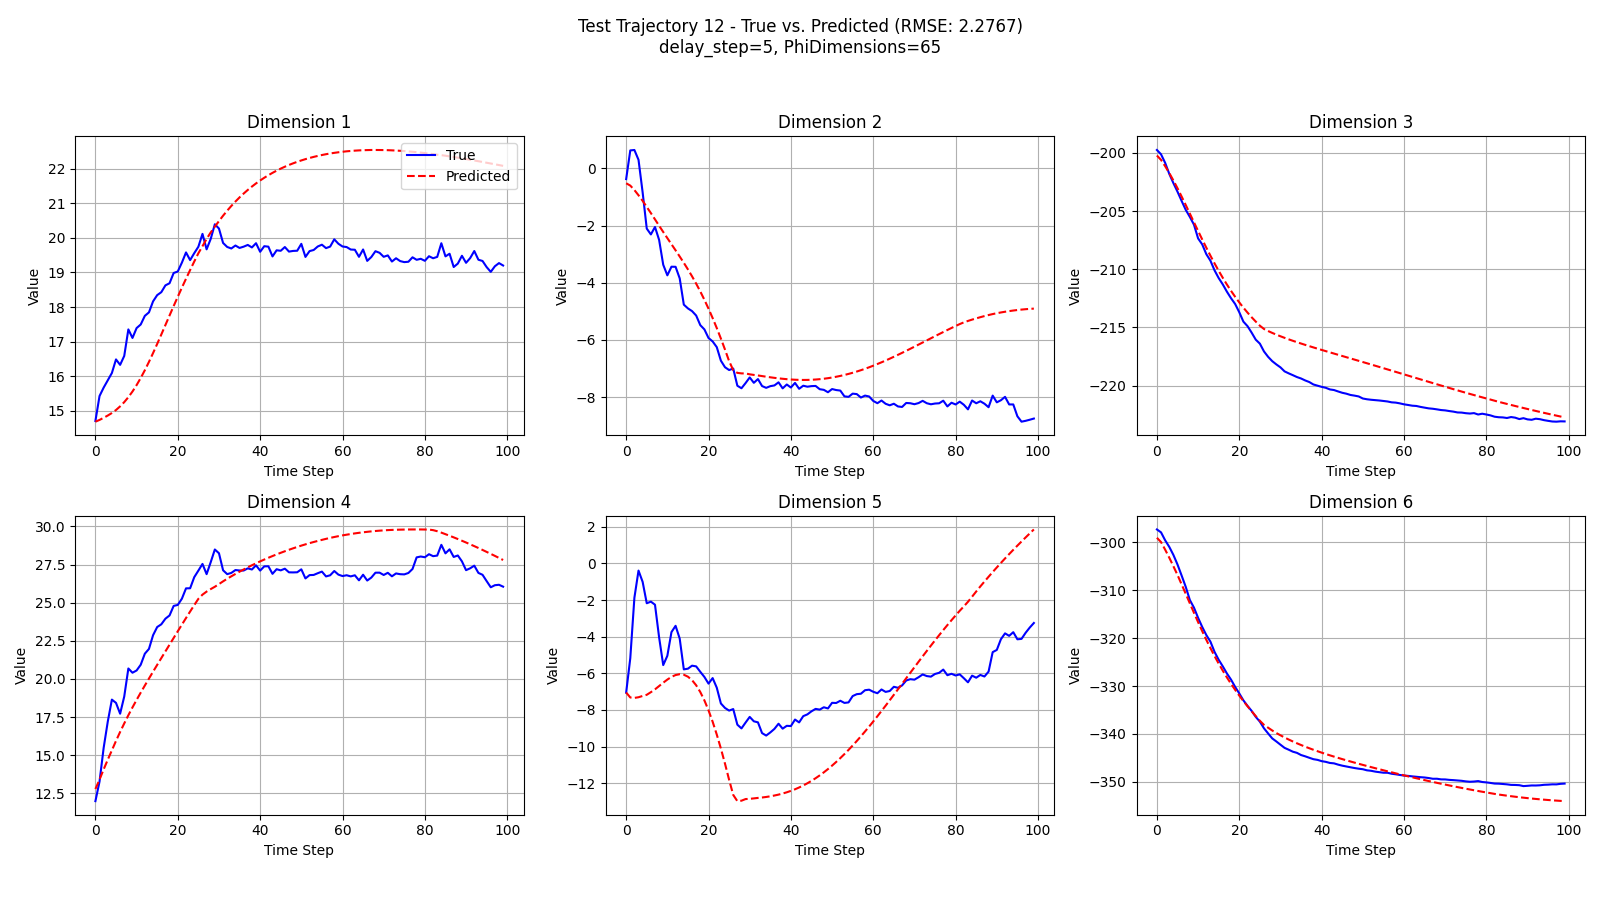 Test Trajectory 12 - True vs. Predicted (RMSE: 2.2767)
delay_step=5, PhiDimensions=65
Dimension 1
True
Predicted
22
21
20
19
18
17
16
15
Value
0 20 40 60 80 100
Time Step
Dimension 2
0
−2
−4
−6
−8
Value
0 20 40 60 80 100
Time Step
Dimension 3
−200
−205
−210
−215
−220
Value
0 20 40 60 80 100
Time Step
Dimension 4
30.0
27.5
25.0
22.5
20.0
17.5
15.0
12.5
Value
0 20 40 60 80 100
Time Step
Dimension 5
2
0
−2
−4
−6
−8
−10
−12
Value
0 20 40 60 80 100
Time Step
Dimension 6
−300
−310
−320
−330
−340
−350
Value
0 20 40 60 80 100
Time Step